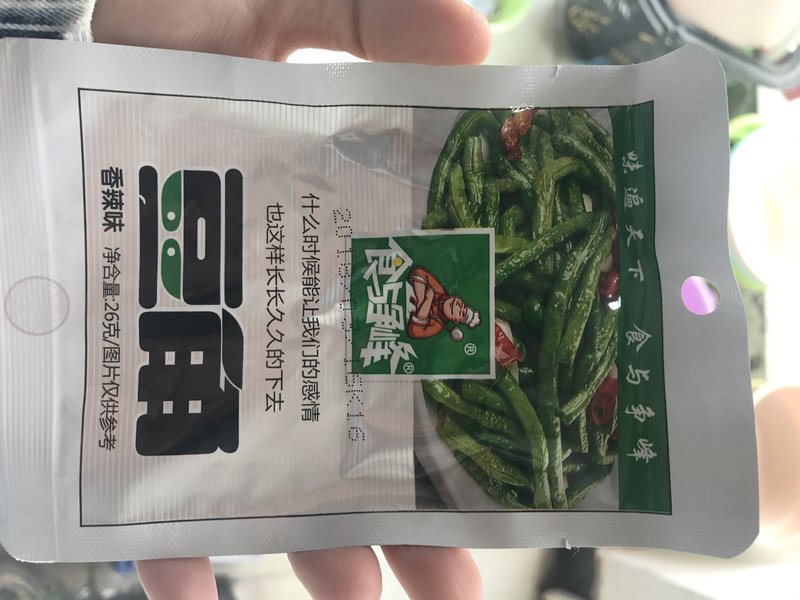 味遍天下 食与争峰
食与峰®
®
什么时候能让我们的感情
也这样长长久久的下去
豆角
香辣味 净含量:26克/图片仅供参考